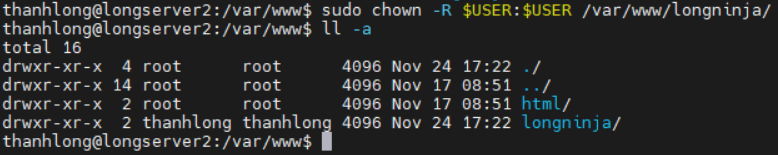 thanhlong@longserver2:/var/www$ sudo chown -R $USER:$USER /var/www/longninja/
thanhlong@longserver2:/var/www$ ll -a
total 16
drwxr-xr-x  4 root      root      4096 Nov 24 17:22 ./
drwxr-xr-x 14 root      root      4096 Nov 17 08:51 ../
drwxr-xr-x  2 root      root      4096 Nov 17 08:51 html/
drwxr-xr-x  2 thanhlong thanhlong 4096 Nov 24 17:22 longninja/
thanhlong@longserver2:/var/www$